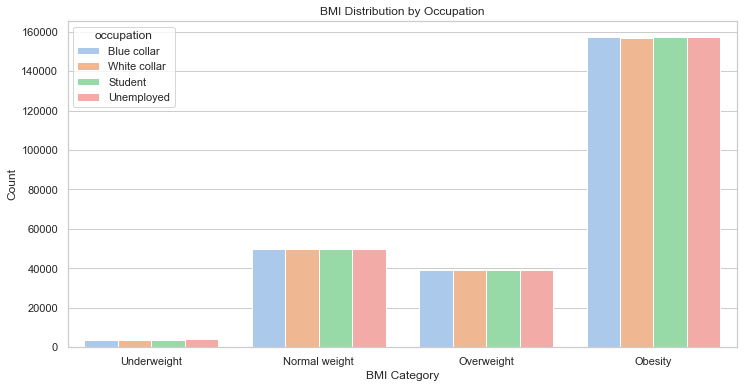 BMI Distribution by Occupation
occupation
Blue collar
White collar
Student
Unemployed
160000
140000
120000
100000
80000
60000
40000
20000
0
Count
Underweight
Normal weight
Overweight
Obesity
BMI Category